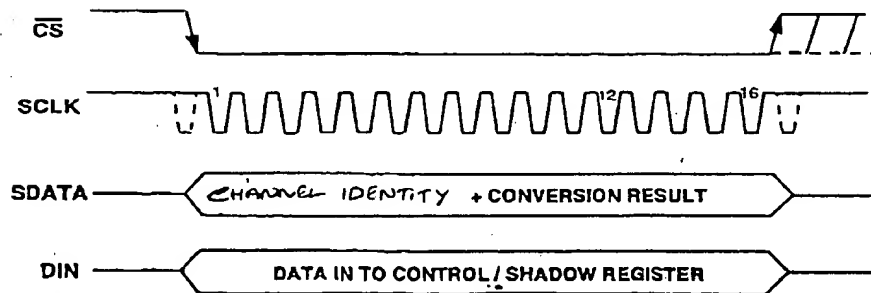 CS
1 12 16
SCLK
SDATA CHANNEL IDENTITY + CONVERSION RESULT
DIN DATA IN TO CONTROL / SHADOW REGISTER